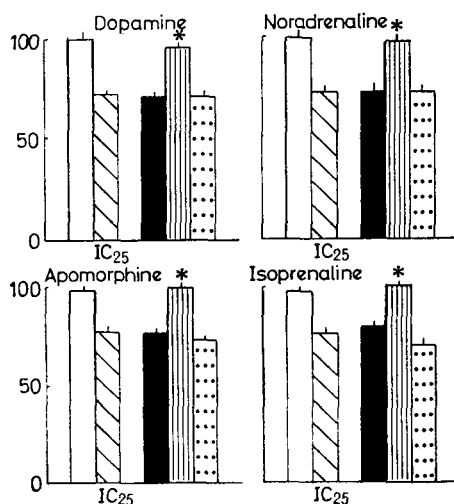 Dopamine
*
100
50
0
IC₂₅
Noradrenaline
*
IC₂₅
Apomorphine
*
100
50
0
IC₂₅
Isoprenaline
*
IC₂₅